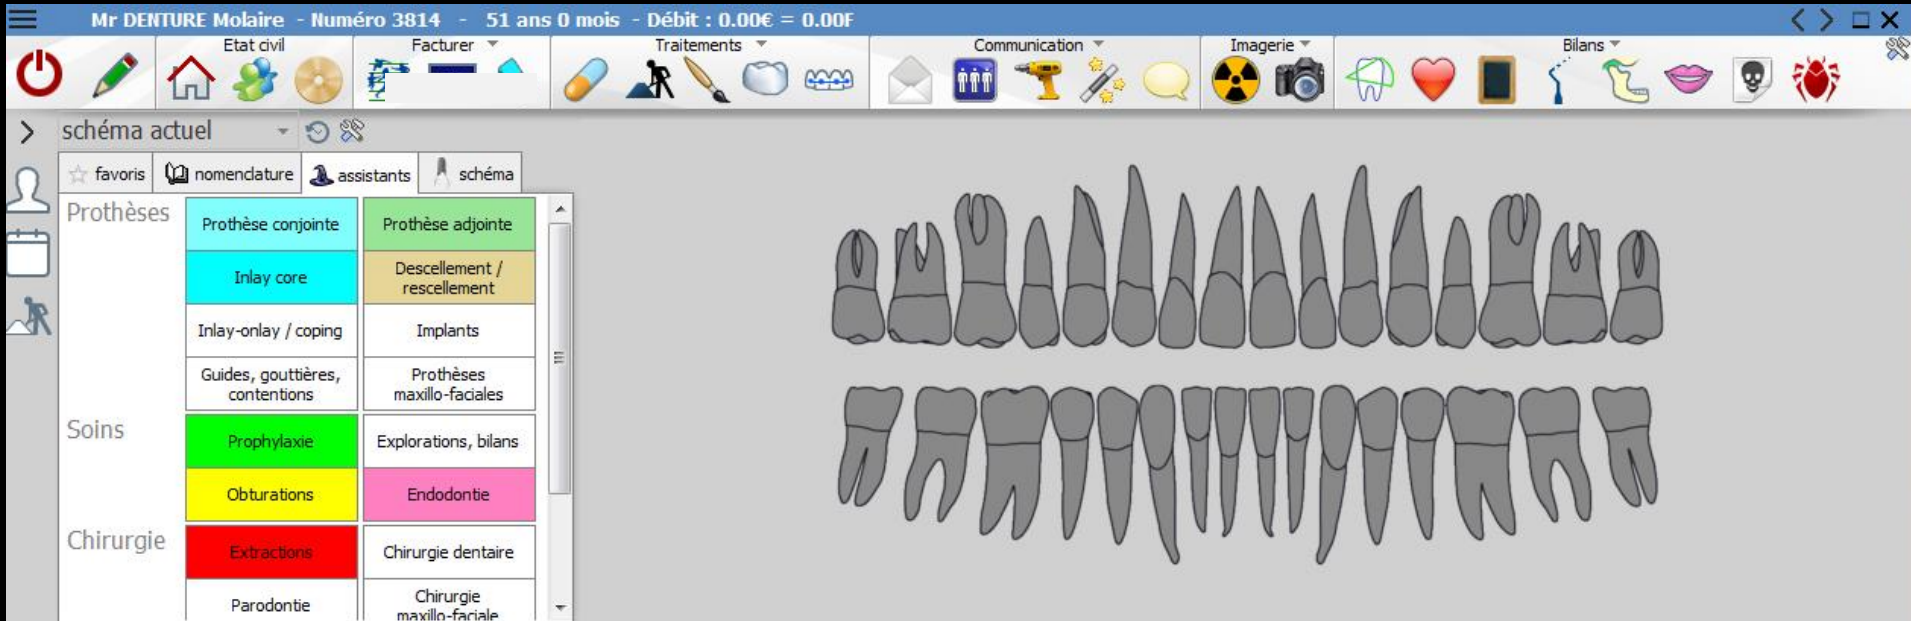 Mr DENTURE Molaire - Numéro 3814 - 51 ans 0 mois - Débit : 0.00€ = 0.00F
Etat civil
Facturer
Traitements
Communication
Imagerie
Bilans
schéma actuel
favoris
nomenclature
assistants
schéma
Prothèses
Prothèse conjointe
Prothèse adjointe
Inlay core
Descellement /
rescellement
Inlay-onlay / coping
Implants
Guides, gouttières,
contentions
Prothèses
maxillo-faciales
Soins
Prophylaxie
Explorations, bilans
Obturations
Endodontie
Chirurgie
Extractions
Chirurgie dentaire
Parodontie
Chirurgie
maxillo-faciale